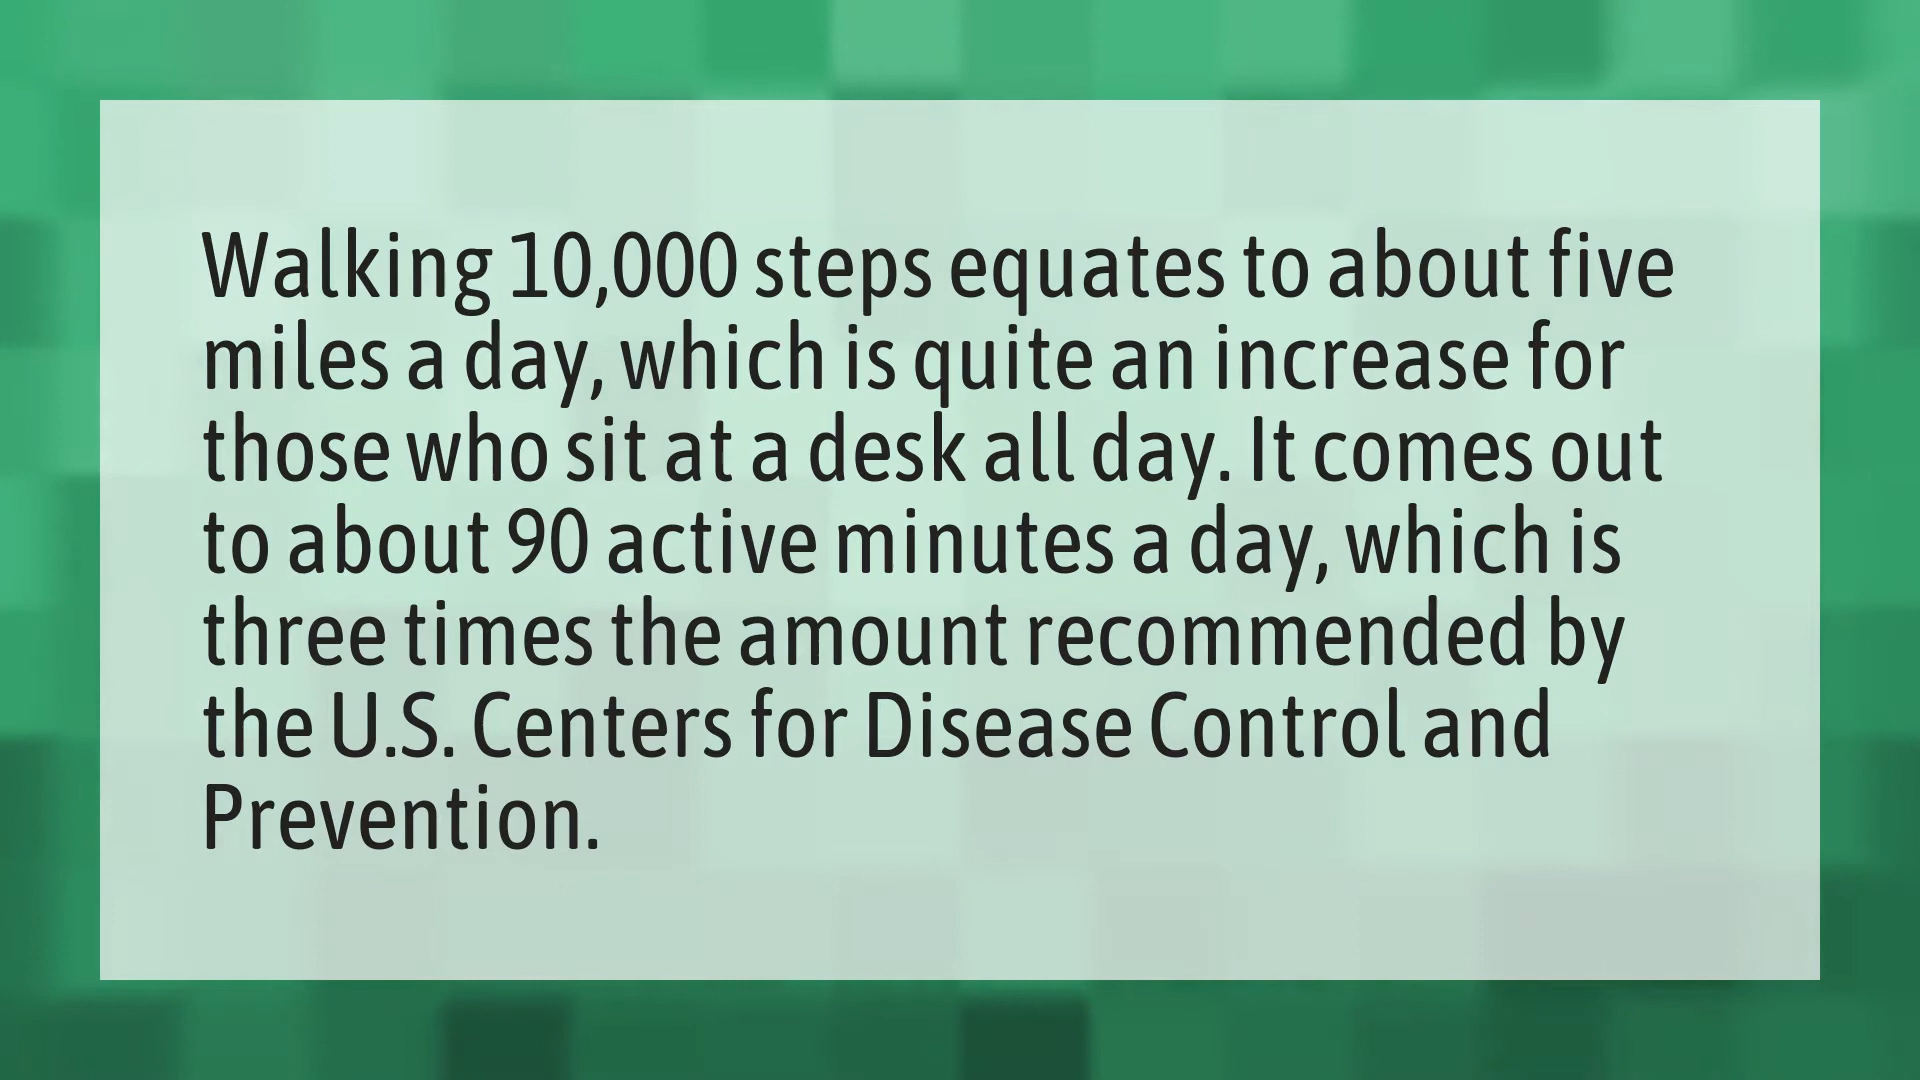 Walking 10,000 steps equates to about five
miles a day, which is quite an increase for
those who sit at a desk all day. It comes out
to about 90 active minutes a day, which is
three times the amount recommended by
the U.S. Centers for Disease Control and
Prevention.